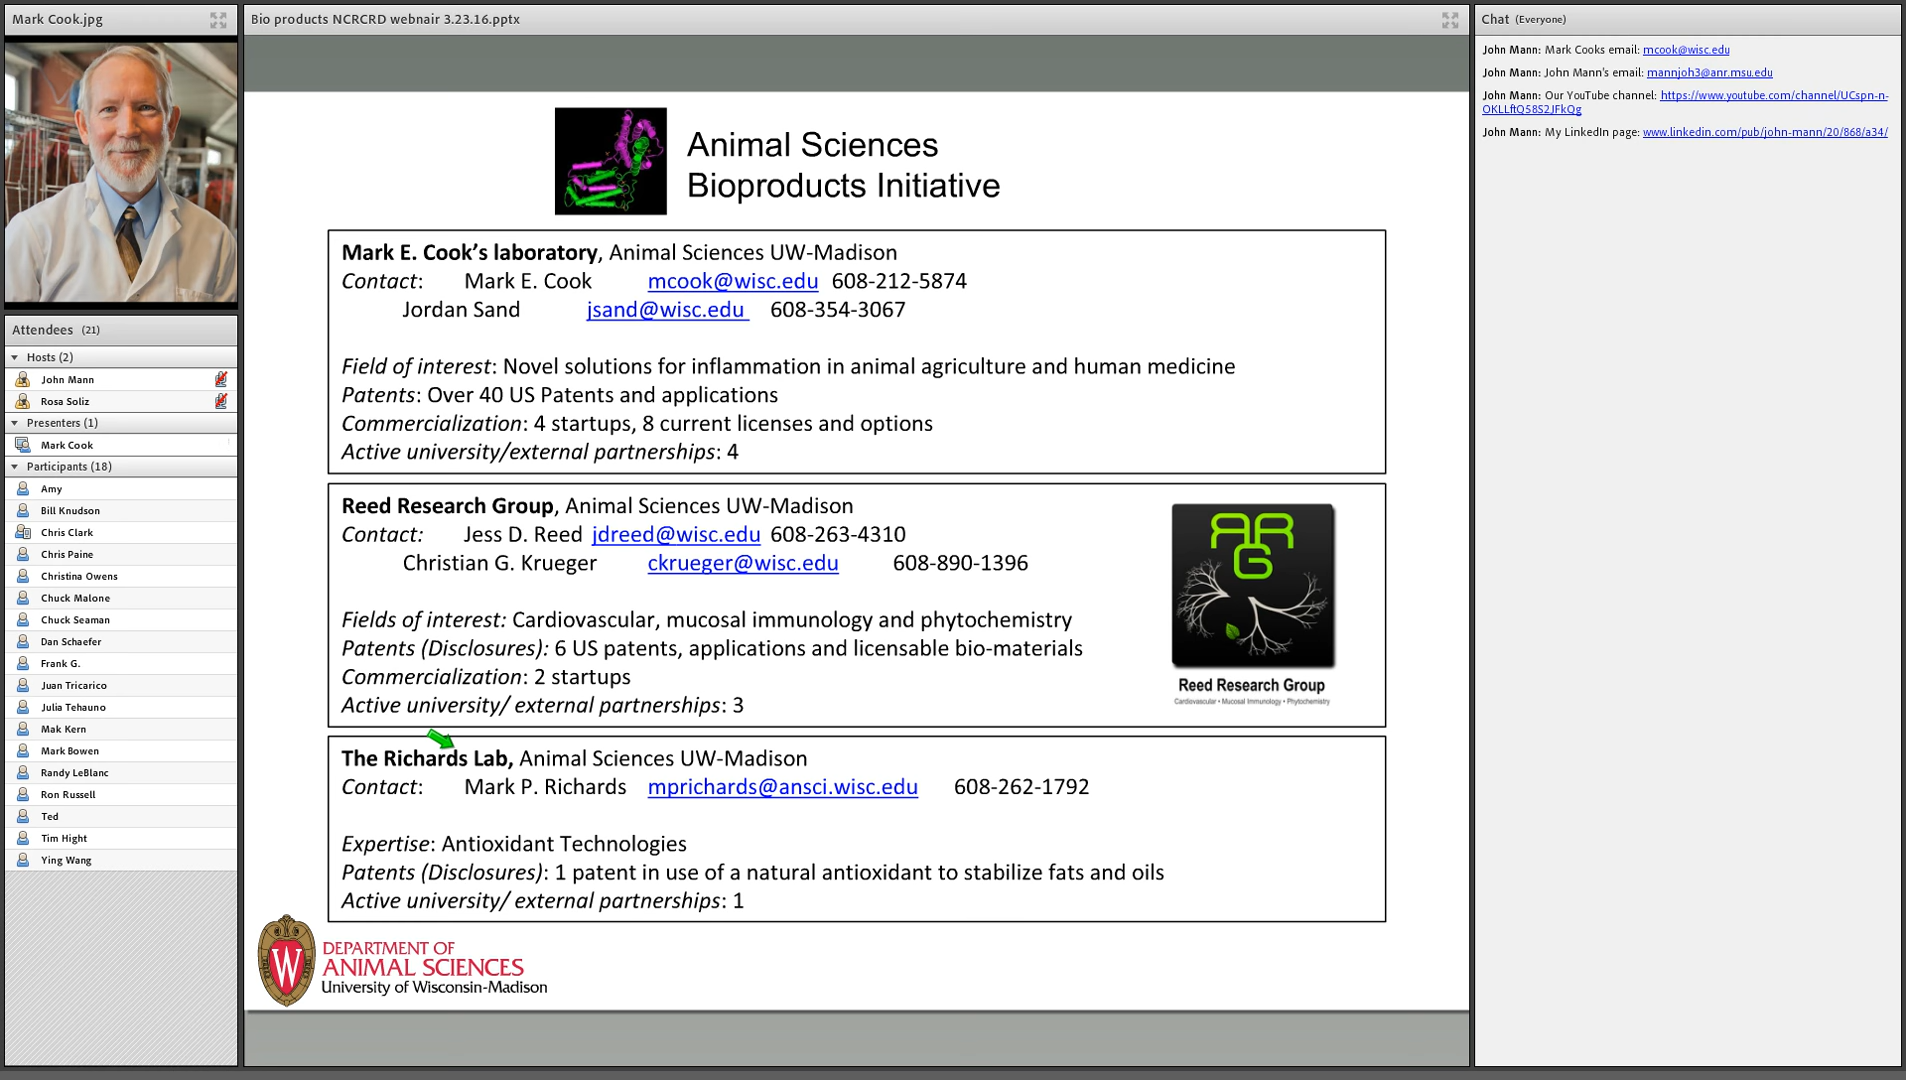 Mark Cook.jpg
Attendees (21)
Hosts (2)
John Mann
Rosa Soliz
Presenters (1)
Mark Cook
Participants (18)
Amy
Bill Knudson
Chris Clark
Chris Paine
Christina Owens
Chuck Malone
Chuck Seaman
Dan Schaefer
Frank G.
Juan Tricarico
Julia Tehauno
Mak Kern
Mark Bowen
Randy LeBlanc
Ron Russell
Ted
Tim Hight
Ying Wang
Bio products NCRCRD webnair 3.23.16.pptx
Animal Sciences
Bioproducts Initiative
Mark E. Cook’s laboratory, Animal Sciences UW-Madison
Contact: Mark E. Cook mcook@wisc.edu 608-212-5874
Jordan Sand jsand@wisc.edu 608-354-3067
Field of interest: Novel solutions for inflammation in animal agriculture and human medicine
Patents: Over 40 US Patents and applications
Commercialization: 4 startups, 8 current licenses and options
Active university/external partnerships: 4
Reed Research Group, Animal Sciences UW-Madison
Contact: Jess D. Reed jdreed@wisc.edu 608-263-4310
Christian G. Krueger ckrueger@wisc.edu 608-890-1396
Fields of interest: Cardiovascular, mucosal immunology and phytochemistry
Patents (Disclosures): 6 US patents, applications and licensable bio-materials
Commercialization: 2 startups
Active university/ external partnerships: 3
RRG
Reed Research Group
Cardiovascular • Mucosal Immunology • Phytochemistry
The Richards Lab, Animal Sciences UW-Madison
Contact: Mark P. Richards mprichards@ansci.wisc.edu 608-262-1792
Expertise: Antioxidant Technologies
Patents (Disclosures): 1 patent in use of a natural antioxidant to stabilize fats and oils
Active university/ external partnerships: 1
W
DEPARTMENT OF
ANIMAL SCIENCES
University of Wisconsin-Madison
Chat (Everyone)
John Mann: Mark Cooks email: mcook@wisc.edu
John Mann: John Mann's email: mannjoh3@anr.msu.edu
John Mann: Our YouTube channel: https://www.youtube.com/channel/UCspn-n-
OKLLftQ58S2JFkQg
John Mann: My LinkedIn page: www.linkedin.com/pub/john-mann/20/868/a34/